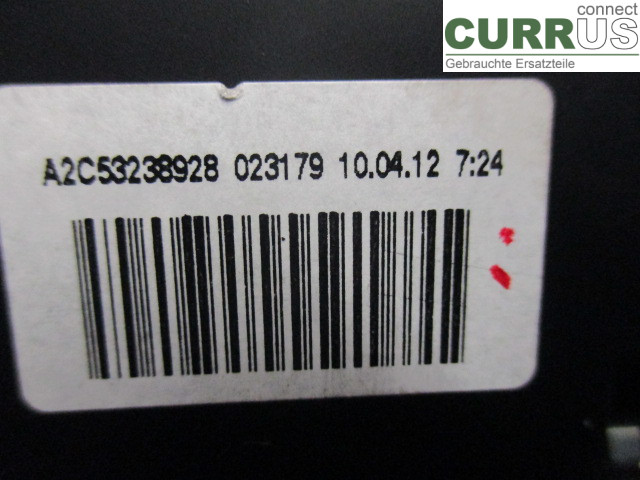 connect
CURRUS
Gebrauchte Ersatzteile
A2C53238928 023179 10.04.12 7:24